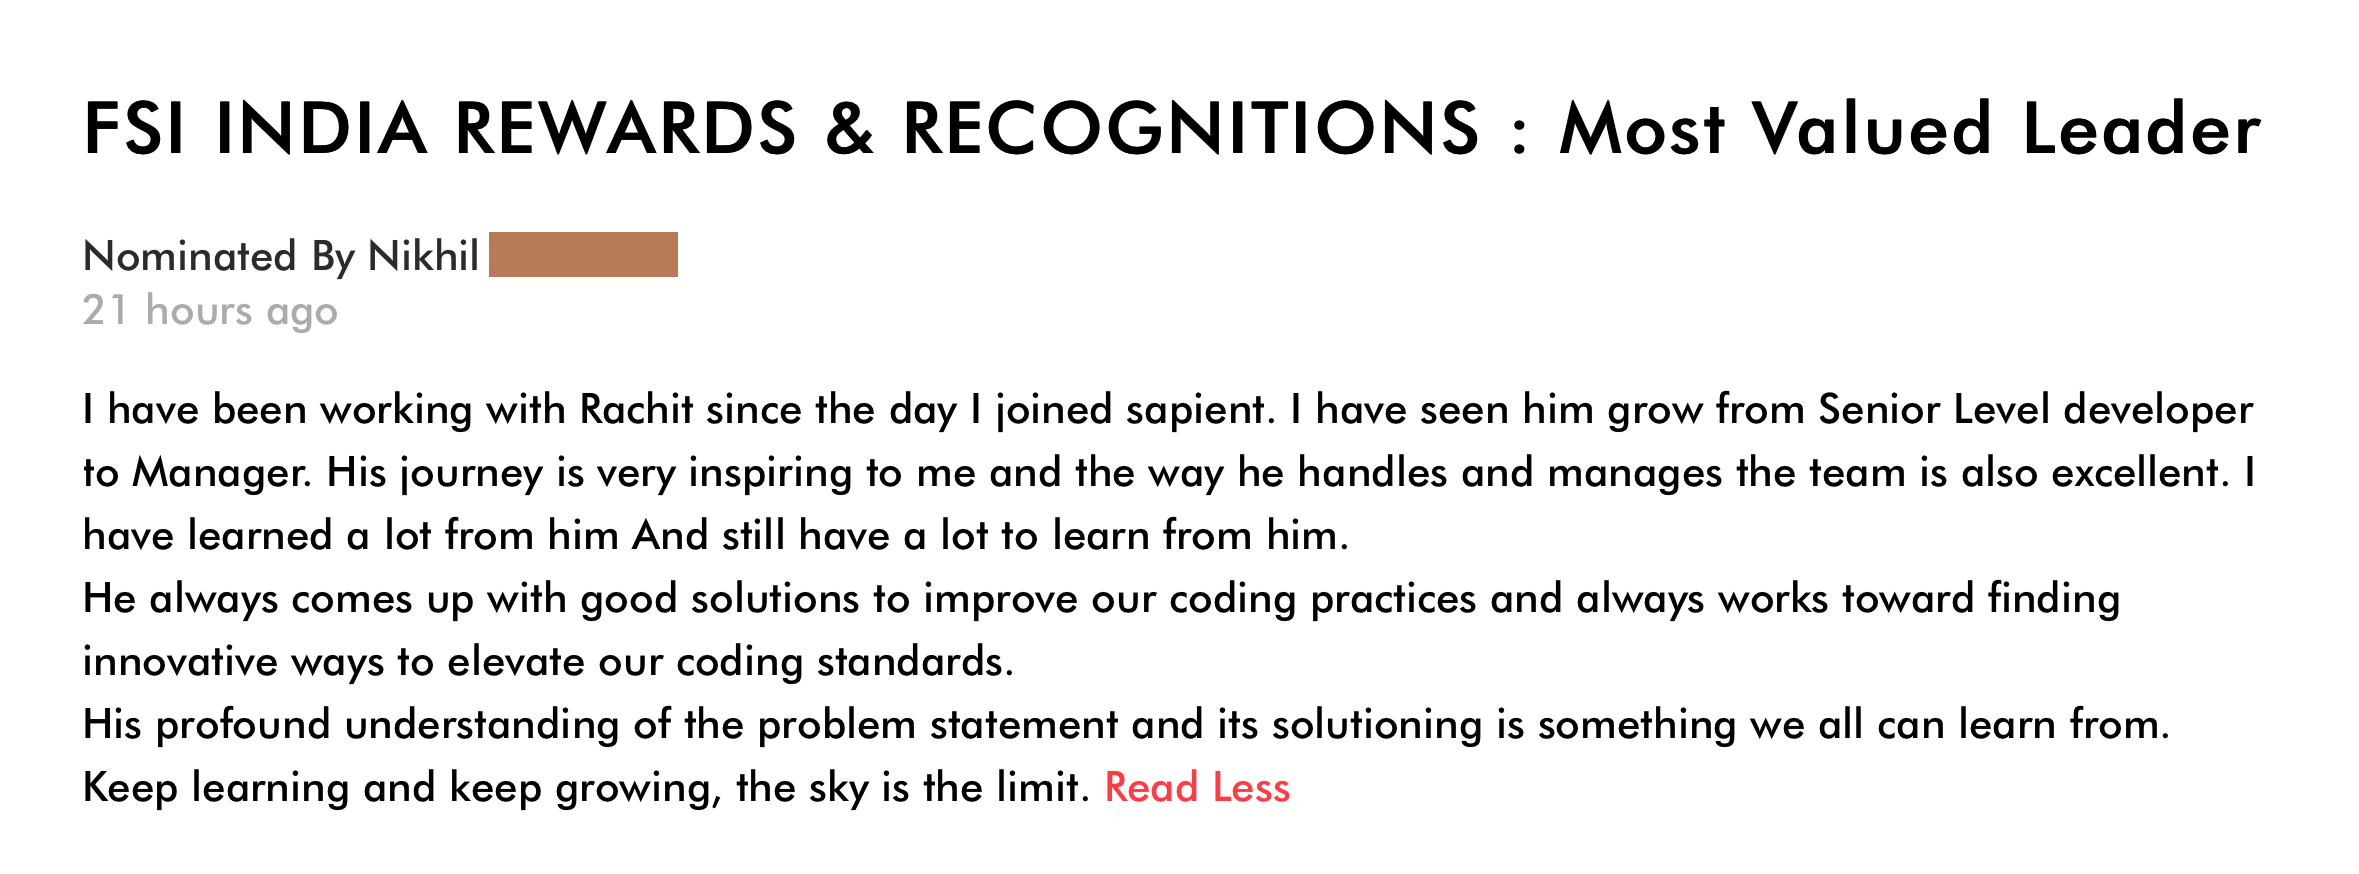 FSI INDIA REWARDS & RECOGNITIONS : Most Valued Leader
Nominated By Nikhil
21 hours ago
I have been working with Rachit since the day I joined sapient. I have seen him grow from Senior Level developer
to Manager. His journey is very inspiring to me and the way he handles and manages the team is also excellent. I
have learned a lot from him And still have a lot to learn from him.
He always comes up with good solutions to improve our coding practices and always works toward finding
innovative ways to elevate our coding standards.
His profound understanding of the problem statement and its solutioning is something we all can learn from.
Keep learning and keep growing, the sky is the limit. Read Less